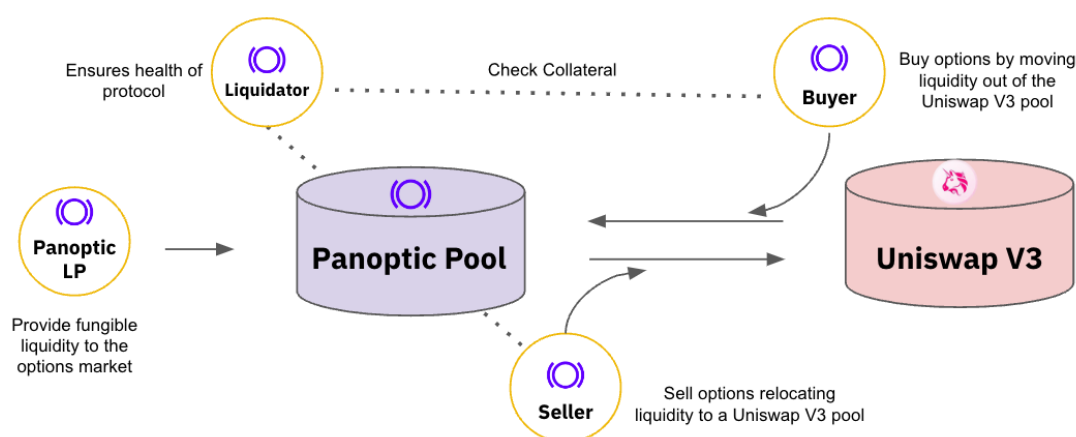 Ensures health of
protocol
Liquidator
Check Collateral
Buyer
Buy options by moving
liquidity out of the
Uniswap V3 pool
Panoptic
LP
Panoptic Pool
Uniswap V3
Provide fungible
liquidity to the
options market
Seller
Sell options relocating
liquidity to a Uniswap V3 pool